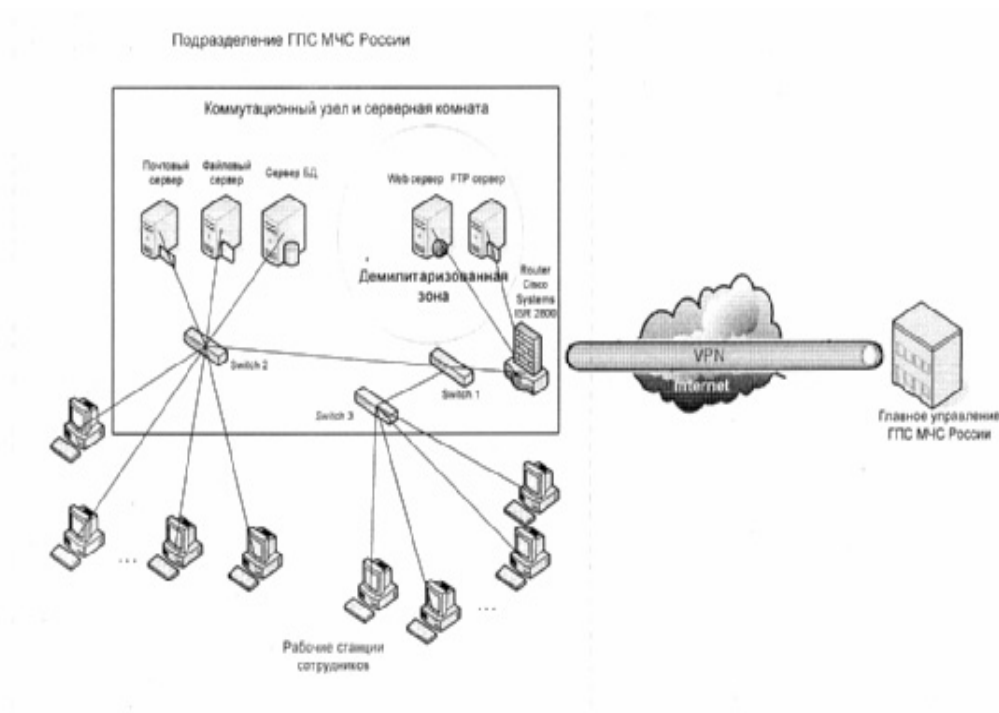 Подразделение ГПС МЧС России
Коммутационный узел и серверная комната
Почтовый
сервер
Файловый
сервер
Сервер БД
Web сервер
FTP сервер
Демилитаризованная
зона
Router
Cisco
Systems
ISR 2800
Switch 2
Switch 1
Switch 3
VPN
Internet
Главное управление
ГПС МЧС России
...
...
Рабочие станции
сотрудников